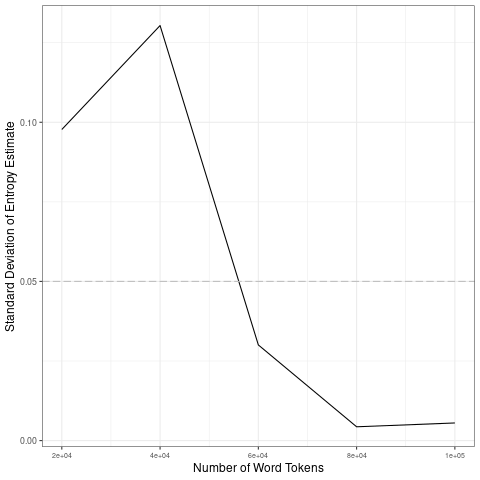 Standard Deviation of Entropy Estimate
0.10
0.05
0.00
2e+04 4e+04 6e+04 8e+04 1e+05
Number of Word Tokens